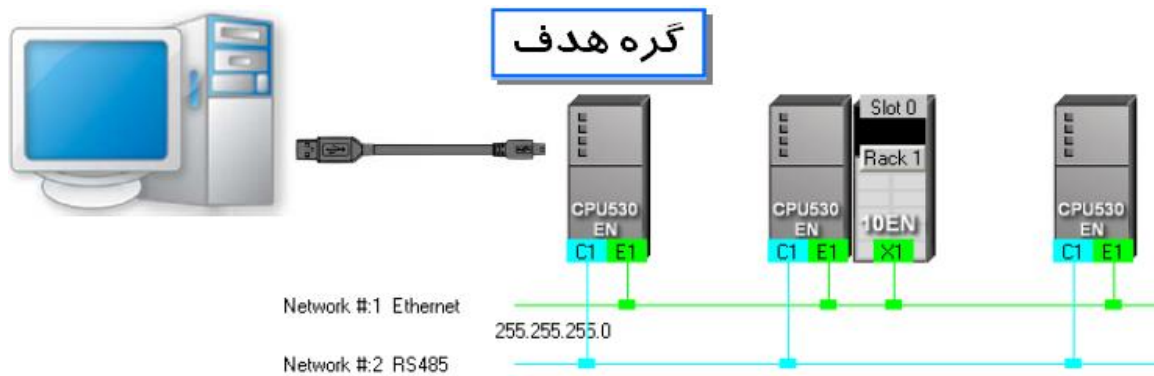 گره هدف
Slot 0
Rack 1
CPU530
EN
C1 E1
CPU530
EN
C1 E1
10EN
X1
CPU530
EN
C1 E1
Network #:1 Ethernet
255.255.255.0
Network #:2 RS485